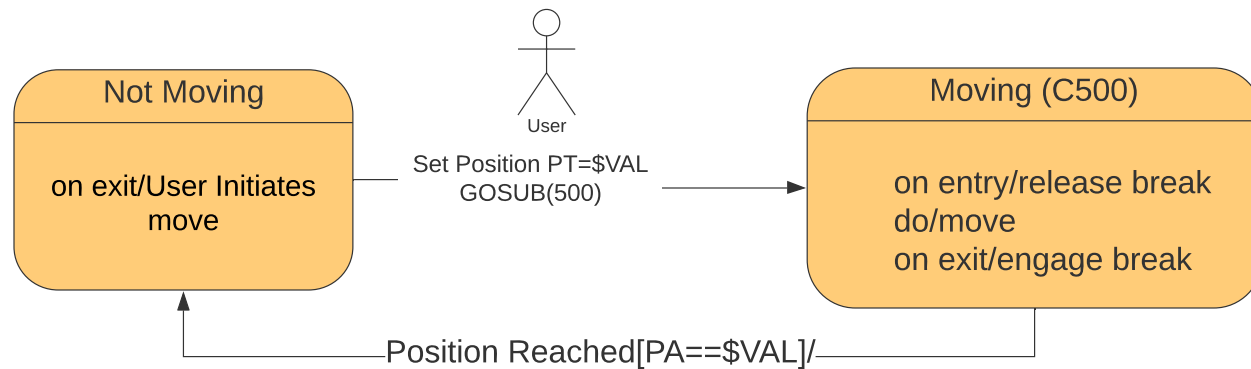 Not Moving
on exit/User Initiates
move
User
Set Position PT=$VAL
GOSUB(500)
Moving (C500)
on entry/release break
do/move
on exit/engage break
Position Reached[PA==$VAL]/